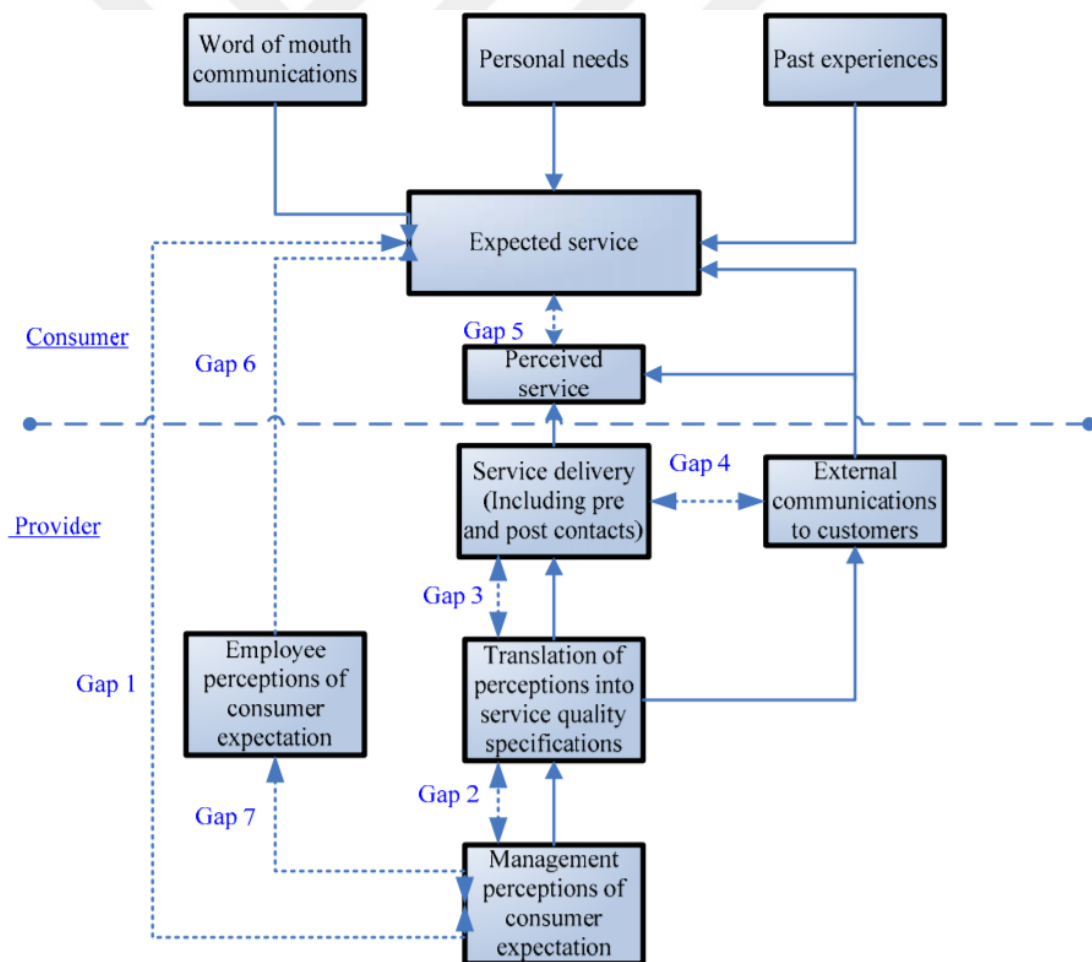 Word of mouth
communications
Personal needs
Past experiences
Expected service
Gap 5
Consumer
Gap 6
Perceived
service
Service delivery
(Including pre
and post contacts)
Gap 4
External
communications
to customers
Provider
Gap 3
Employee
perceptions of
consumer
expectation
Translation of
perceptions into
service quality
specifications
Gap 1
Gap 2
Gap 7
Management
perceptions of
consumer
expectation